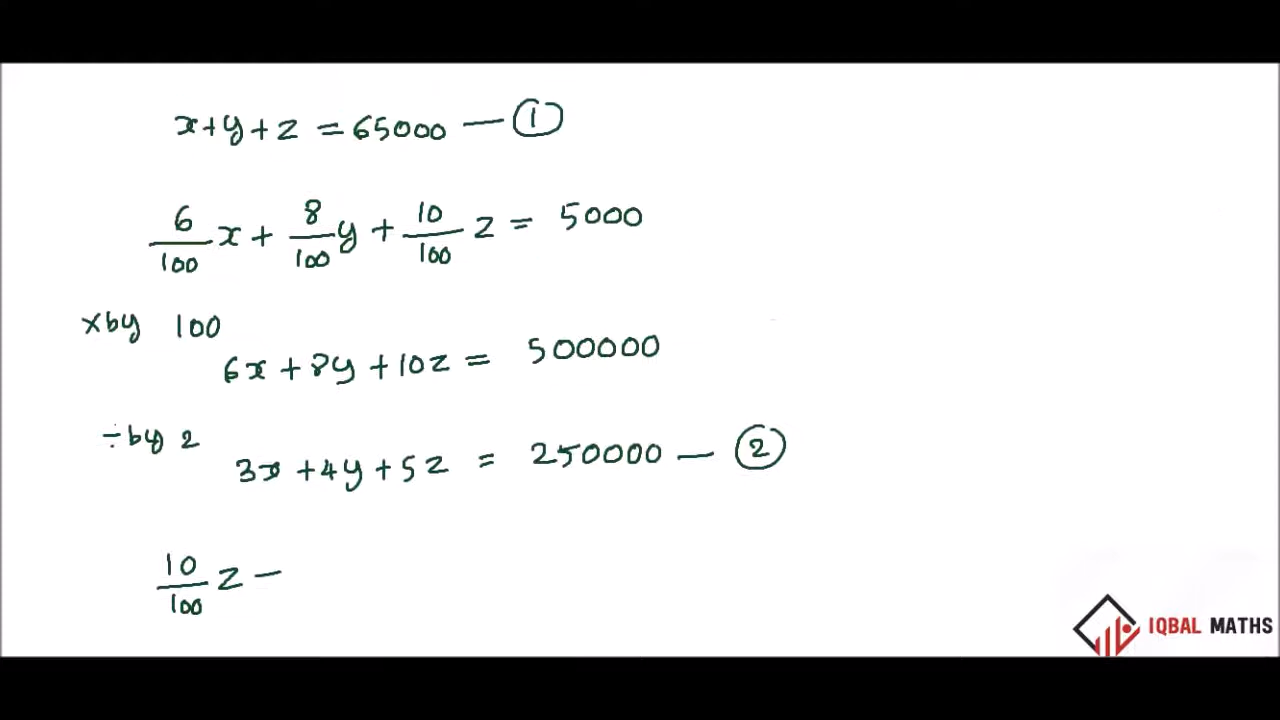 x+y+z = 65000 — ①
6/100 x + 8/100 y + 10/100 z = 5000
×by 100
6x + 8y + 10z = 500000
÷by 2
3x + 4y + 5z = 250000 — ②
10/100 z —
IQBAL MATHS